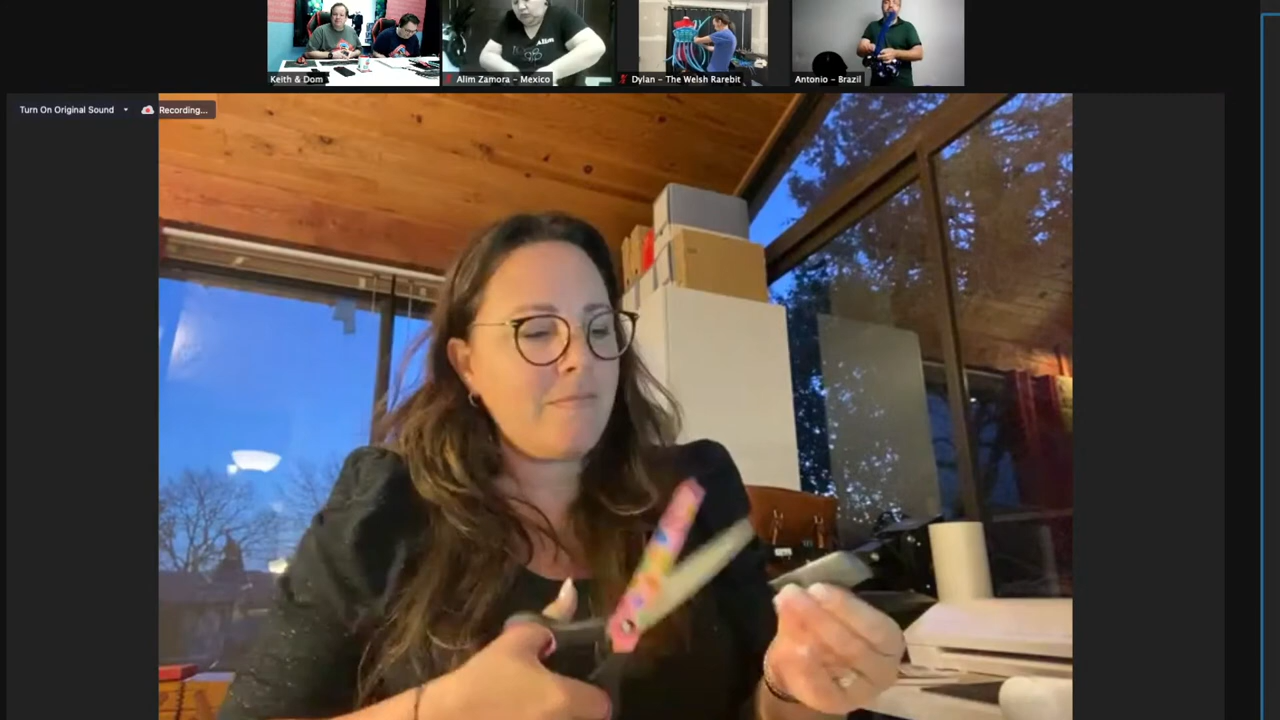 Keith & Dom
Alim Zamora - Mexico
Dylan - The Welsh Rarebit
Antonio - Brazil
Turn On Original Sound
Recording...